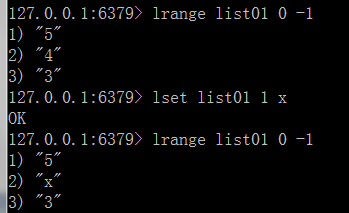 127.0.0.1:6379> lrange list01 0 -1
1) "5"
2) "4"
3) "3"
127.0.0.1:6379> lset list01 1 x
OK
127.0.0.1:6379> lrange list01 0 -1
1) "5"
2) "x"
3) "3"